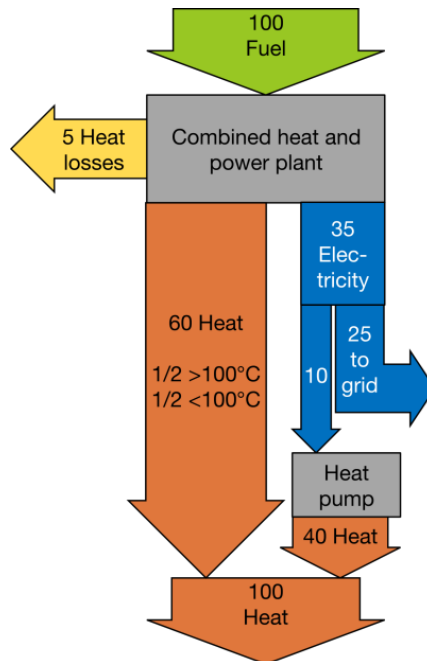 100
Fuel
5 Heat
losses
Combined heat and
power plant
35
Elec-
tricity
60 Heat
1/2 >100°C
1/2 <100°C
10
25
to
grid
Heat
pump
40 Heat
100
Heat